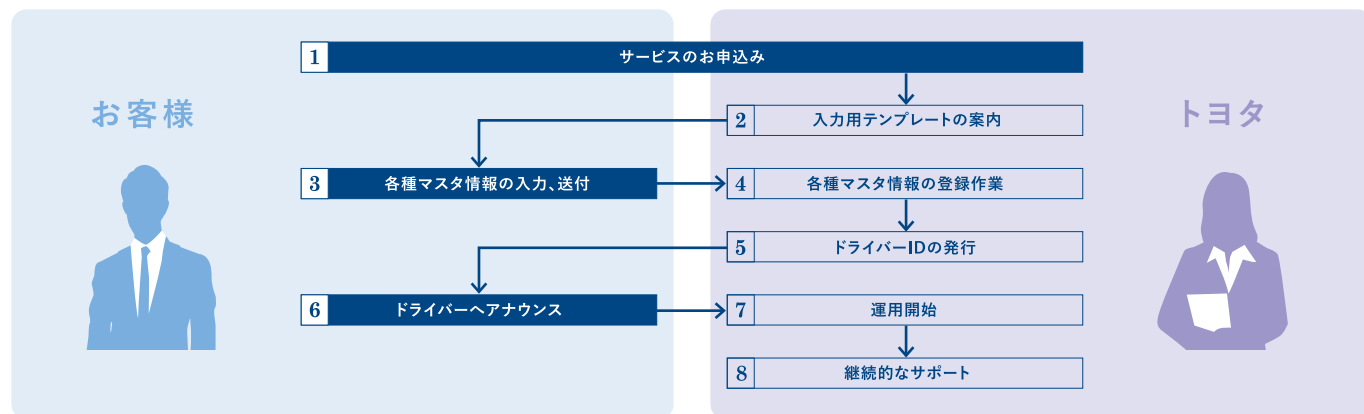 お客様
トヨタ
1 サービスのお申込み
2 入力用テンプレートの案内
3 各種マスタ情報の入力、送付
4 各種マスタ情報の登録作業
5 ドライバーIDの発行
6 ドライバーへアナウンス
7 運用開始
8 継続的なサポート